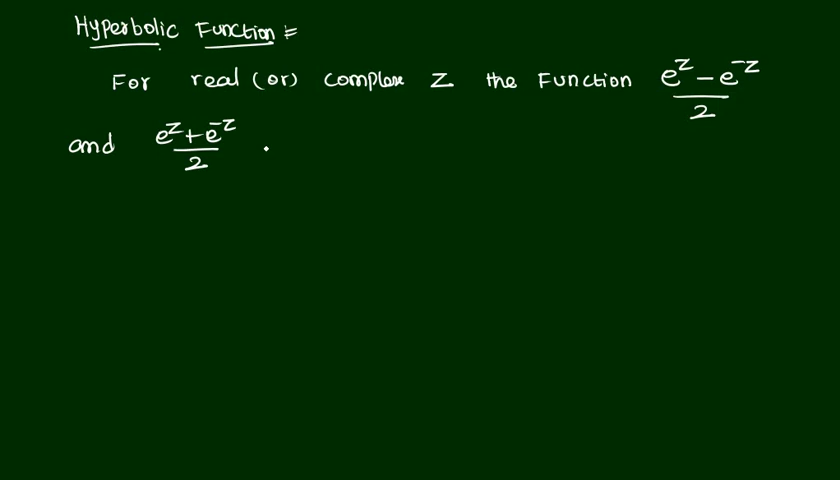 Hyperbolic Function :=
For real (or) complex z the Function (e^z - e^-z)/2
and (e^z + e^-z)/2 .